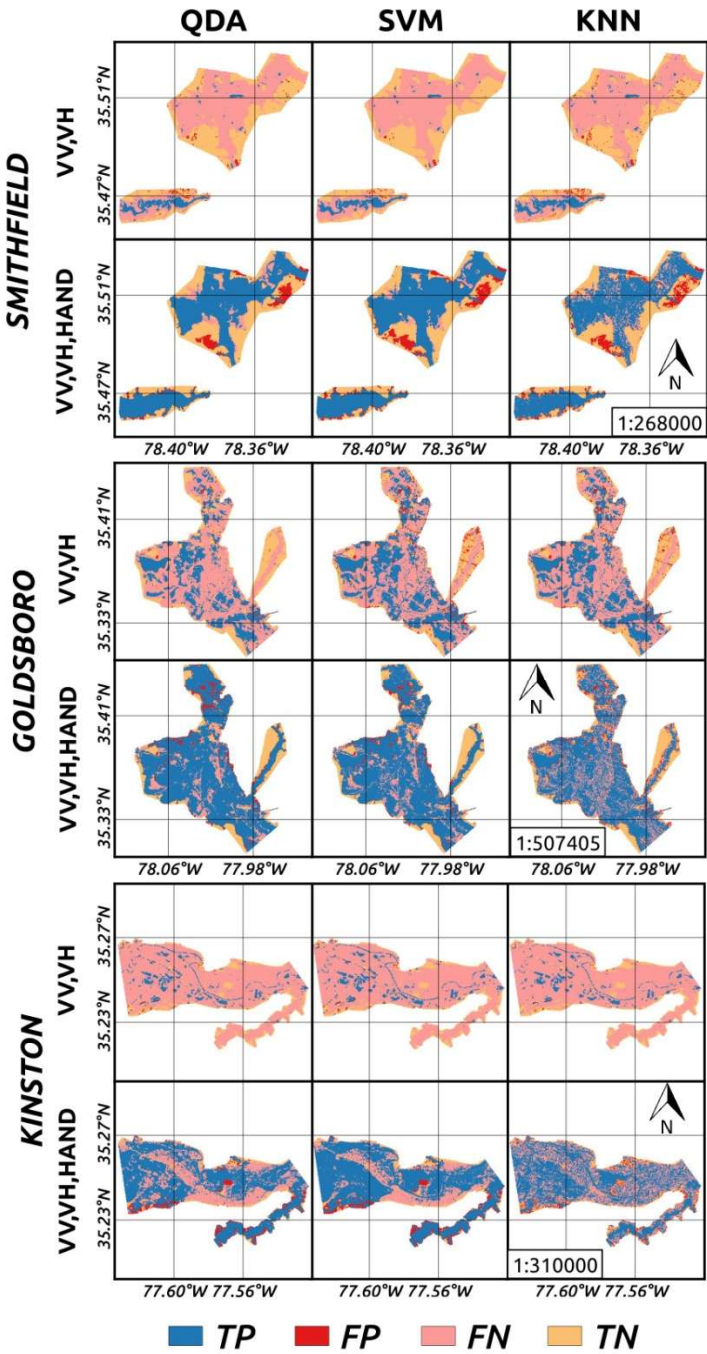 QDA SVM KNN
SMITHFIELD
VV,VH
35.51°N
35.47°N
VV,VH,HAND
35.51°N
35.47°N
N
1:268000
78.40°W 78.36°W 78.40°W 78.36°W 78.40°W 78.36°W
GOLDSBORO
VV,VH
35.41°N
35.33°N
VV,VH,HAND
35.41°N
35.33°N
N
1:507405
78.06°W 77.98°W 78.06°W 77.98°W 78.06°W 77.98°W
KINSTON
VV,VH
35.27°N
35.23°N
VV,VH,HAND
35.27°N
35.23°N
N
1:310000
77.60°W 77.56°W 77.60°W 77.56°W 77.60°W 77.56°W
TP FP FN TN